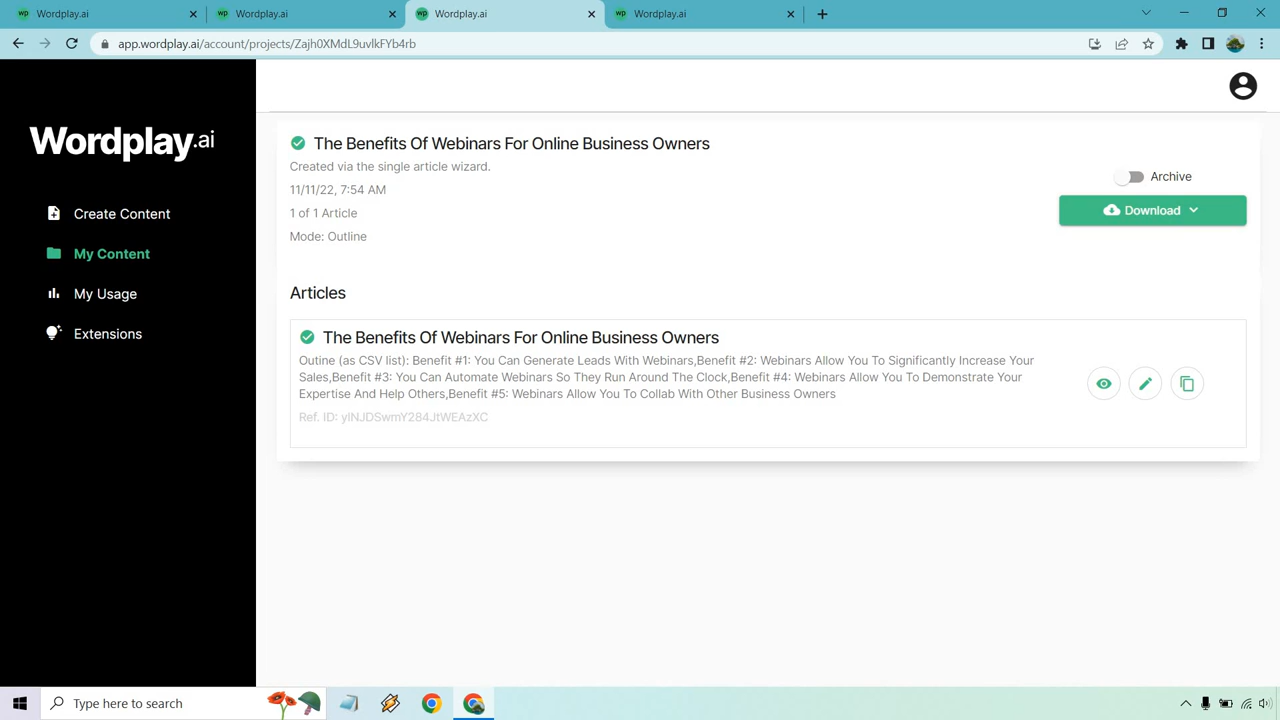 Wordplay.ai
Wordplay.ai
Wordplay.ai
Wordplay.ai
app.wordplay.ai/account/projects/Zajh0XMdL9uvlkFYb4rb
Wordplay.ai
Create Content
My Content
My Usage
Extensions
The Benefits Of Webinars For Online Business Owners
Created via the single article wizard.
11/11/22, 7:54 AM
1 of 1 Article
Mode: Outline
Archive
Download
Articles
The Benefits Of Webinars For Online Business Owners
Outine (as CSV list): Benefit #1: You Can Generate Leads With Webinars,Benefit #2: Webinars Allow You To Significantly Increase Your
Sales,Benefit #3: You Can Automate Webinars So They Run Around The Clock,Benefit #4: Webinars Allow You To Demonstrate Your
Expertise And Help Others,Benefit #5: Webinars Allow You To Collab With Other Business Owners
Ref. ID: yINJDSwmY284JtWEAzXC
Type here to search